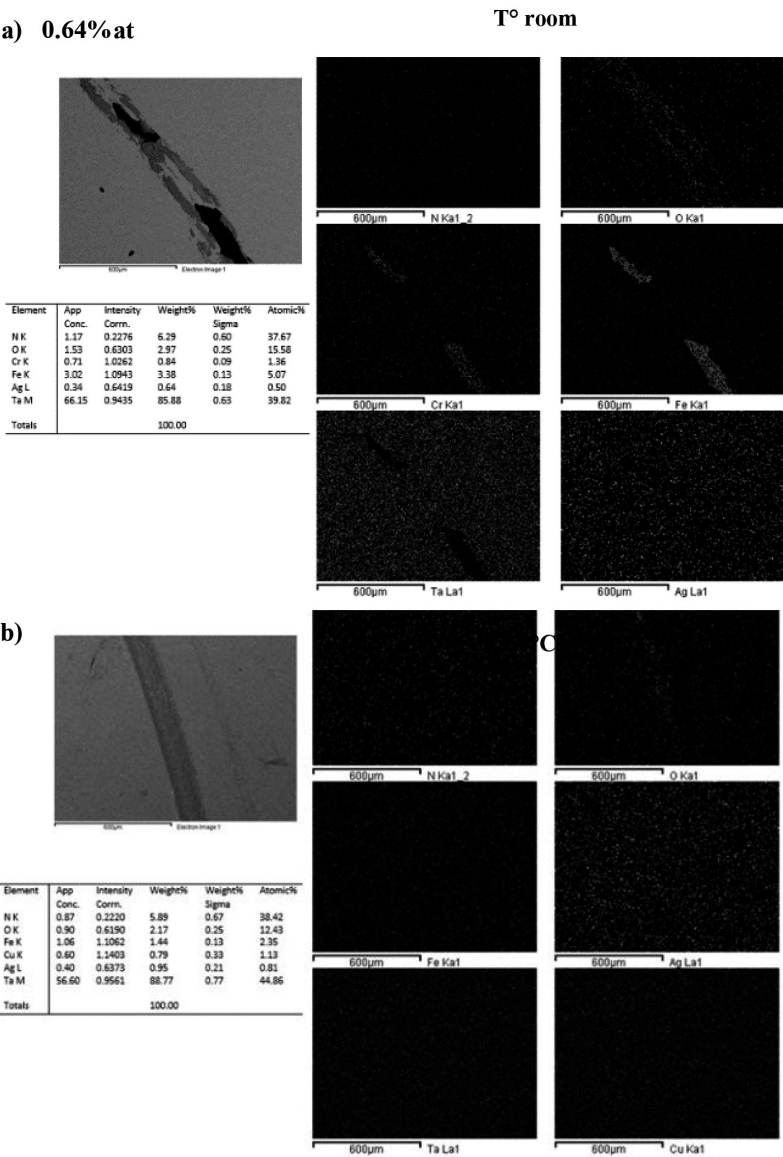 a) 0.64%at
T° room
600µm Electron Image 1
600µm N Ka1_2
600µm O Ka1
600µm Cr Ka1
600µm Fe Ka1
600µm Ta La1
600µm Ag La1
Element App Intensity Weight% Weight% Atomic%
Conc. Corrn. Sigma
N K 1.17 0.2276 6.29 0.60 37.67
O K 1.53 0.6303 2.97 0.25 15.58
Cr K 0.71 1.0262 0.84 0.09 1.36
Fe K 3.02 1.0943 3.38 0.13 5.07
Ag L 0.34 0.6419 0.64 0.18 0.50
Ta M 66.15 0.9435 85.88 0.63 39.82
Totals 100.00
b)
°C
600µm Electron Image 1
600µm N Ka1_2
600µm O Ka1
600µm Fe Ka1
600µm Ag La1
600µm Ta La1
600µm Cu Ka1
Element App Intensity Weight% Weight% Atomic%
Conc. Corrn. Sigma
N K 0.87 0.2220 5.89 0.67 38.42
O K 0.90 0.6190 2.17 0.25 12.43
Fe K 1.06 1.1062 1.44 0.13 2.35
Cu K 0.60 1.1403 0.79 0.33 1.13
Ag L 0.40 0.6373 0.95 0.21 0.81
Ta M 56.60 0.9561 88.77 0.77 44.86
Totals 100.00